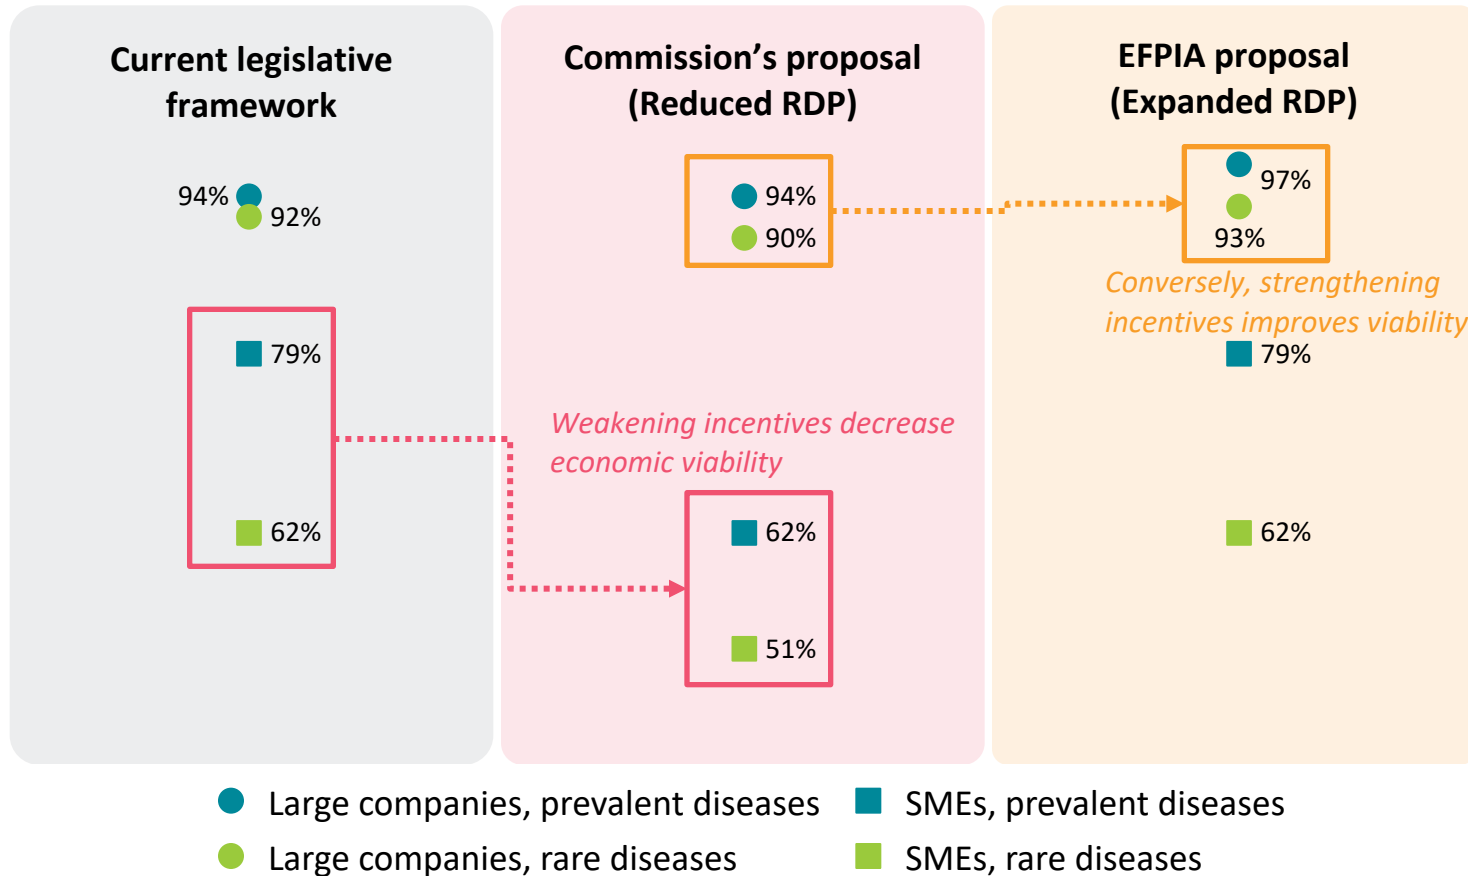 Current legislative
framework
94%
92%
79%
62%
Commission’s proposal
(Reduced RDP)
94%
90%
Weakening incentives decrease
economic viability
62%
51%
EFPIA proposal
(Expanded RDP)
97%
93%
Conversely, strengthening
incentives improves viability
79%
62%
Large companies, prevalent diseases
SMEs, prevalent diseases
Large companies, rare diseases
SMEs, rare diseases